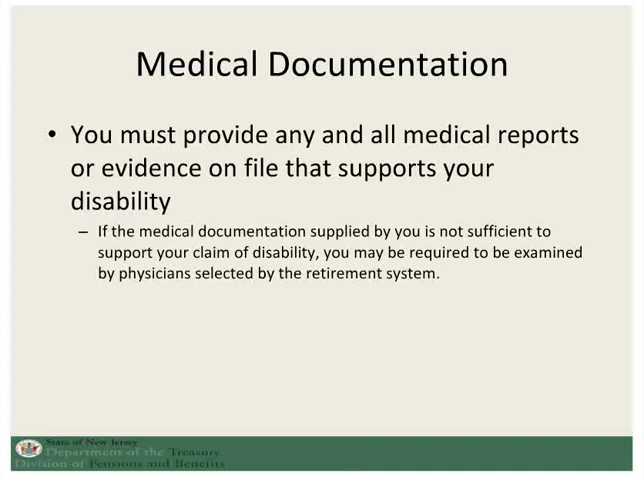 Medical Documentation
• You must provide any and all medical reports
or evidence on file that supports your
disability
– If the medical documentation supplied by you is not sufficient to
support your claim of disability, you may be required to be examined
by physicians selected by the retirement system.
State of New Jersey
Department of the Treasury
Division of Pensions and Benefits